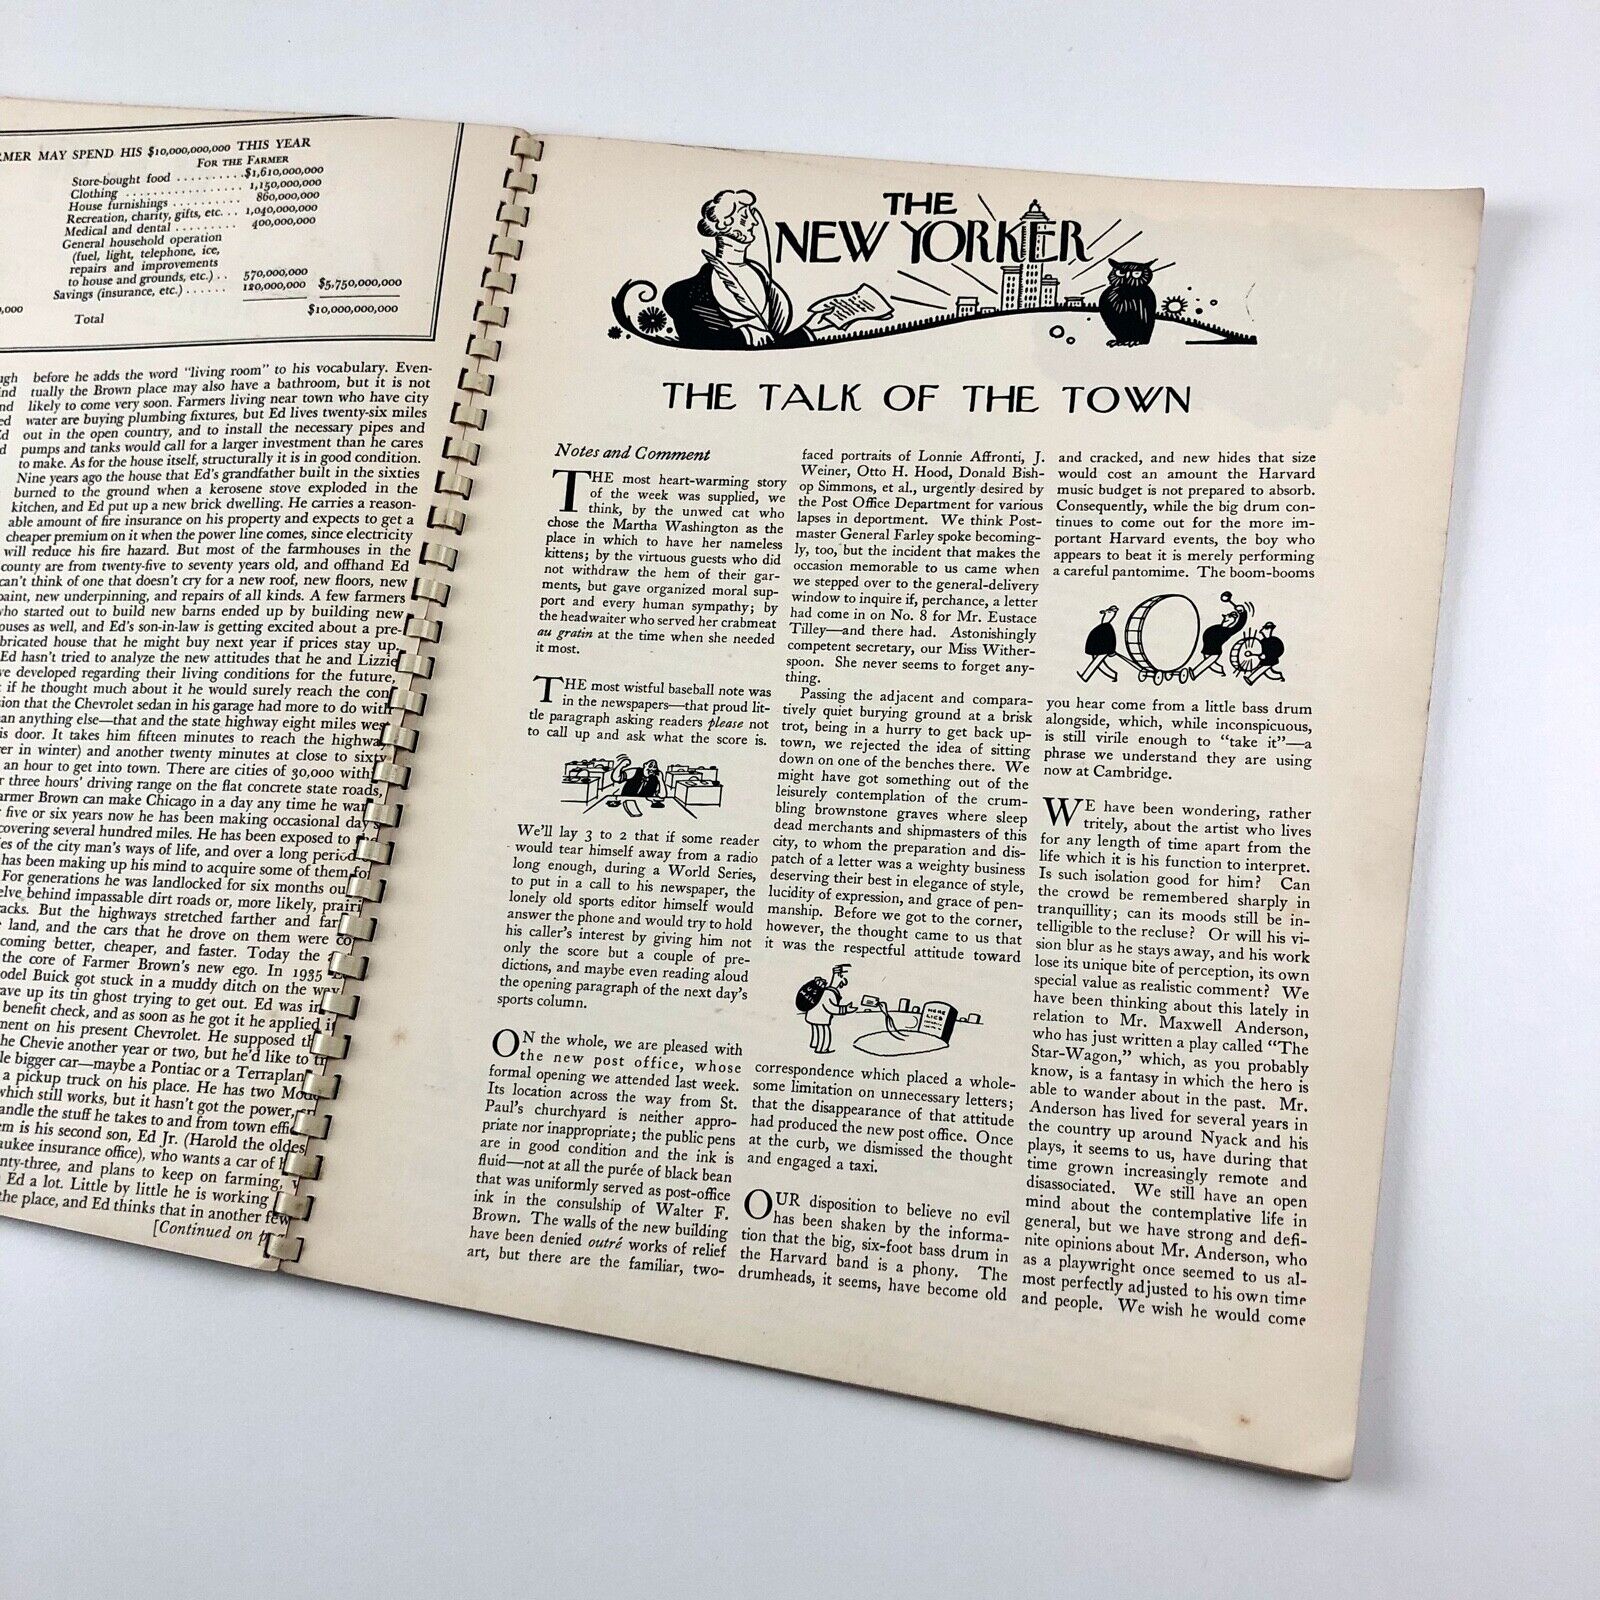 MER MAY SPEND HIS $10,000,000,000 THIS YEAR
FOR THE FARMER
Store-bought food .......... $1,610,000,000
Clothing ................. 1,150,000,000
House furnishings .......... 860,000,000
Recreation, charity, gifts, etc. .. 1,040,000,000
Medical and dental ......... 400,000,000
General household operation
(fuel, light, telephone, ice,
repairs and improvements
to house and grounds, etc.) .. 570,000,000
Savings (insurance, etc.) ...... 120,000,000 $5,750,000,000
Total $10,000,000,000
before he adds the word "living room" to his vocabulary. Even-
tually the Brown place may also have a bathroom, but it is not
likely to come very soon. Farmers living near town who have city
water are buying plumbing fixtures, but Ed lives twenty-six miles
out in the open country, and to install the necessary pipes and
pumps and tanks would call for a larger investment than he cares
to make. As for the house itself, structurally it is in good condition.
Nine years ago the house that Ed's grandfather built in the sixties
burned to the ground when a kerosene stove exploded in the
kitchen, and Ed put up a new brick dwelling. He carries a reason-
able amount of fire insurance on his property and expects to get a
cheaper premium on it when the power line comes, since electricity
will reduce his fire hazard. But most of the farmhouses in the
county are from twenty-five to seventy years old, and offhand Ed
can't think of one that doesn't cry for a new roof, new floors, new
paint, new underpinning, and repairs of all kinds. A few farmers
who started out to build new barns ended up by building new
houses as well, and Ed's son-in-law is getting excited about a pre-
fabricated house that he might buy next year if prices stay up.
Ed hasn't tried to analyze the new attitudes that he and Lizzie
have developed regarding their living conditions for the future,
if he thought much about it he would surely reach the con
sion that the Chevrolet sedan in his garage had more to do with
than anything else—that and the state highway eight miles west
is door. It takes him fifteen minutes to reach the highway
er in winter) and another twenty minutes at close to sixty
an hour to get into town. There are cities of 30,000 with
three hours' driving range on the flat concrete state roads,
Farmer Brown can make Chicago in a day any time he wan
five or six years now he has been making occasional day's
covering several hundred miles. He has been exposed to
es of the city man's ways of life, and over a long period
has been making up his mind to acquire some of them fo
For generations he was landlocked for six months ou
elve behind impassable dirt roads or, more likely, prairi
acks. But the highways stretched farther and far
land, and the cars that he drove on them were co
coming better, cheaper, and faster. Today the
the core of Farmer Brown's new ego. In 1935
odel Buick got stuck in a muddy ditch on the way
ave up its tin ghost trying to get out. Ed was in
benefit check, and as soon as he got it he applied it
ment on his present Chevrolet. He supposed th
the Chevie another year or two, but he'd like to
le bigger car—maybe a Pontiac or a Terraplan
a pickup truck on his place. He has two Mod
which still works, but it hasn't got the power,
andle the stuff he takes to and from town effic
em is his second son, Ed Jr. (Harold the oldes
aukee insurance office), who wants a car of h
nty-three, and plans to keep on farming,
Ed a lot. Little by little he is working
the place, and Ed thinks that in another few
[Continued on p
THE
NEW YORKER
THE TALK OF THE TOWN
Notes and Comment
THE most heart-warming story
of the week was supplied, we
think, by the unwed cat who
chose the Martha Washington as the
place in which to have her nameless
kittens; by the virtuous guests who did
not withdraw the hem of their gar-
ments, but gave organized moral sup-
port and every human sympathy; by
the headwaiter who served her crabmeat
au gratin at the time when she needed
it most.
THE most wistful baseball note was
in the newspapers—that proud lit-
tle paragraph asking readers please not
to call up and ask what the score is.
We'll lay 3 to 2 that if some reader
would tear himself away from a radio
long enough, during a World Series,
to put in a call to his newspaper, the
lonely old sports editor himself would
answer the phone and would try to hold
his caller's interest by giving him not
only the score but a couple of pre-
dictions, and maybe even reading aloud
the opening paragraph of the next day's
sports column.
ON the whole, we are pleased with
the new post office, whose
formal opening we attended last week.
Its location across the way from St.
Paul's churchyard is neither appro-
priate nor inappropriate; the public pens
are in good condition and the ink is
fluid—not at all the purée of black bean
that was uniformly served as post-office
ink in the consulship of Walter F.
Brown. The walls of the new building
have been denied outré works of relief
art, but there are the familiar, two-
faced portraits of Lonnie Affronti, J.
Weiner, Otto H. Hood, Donald Bish-
op Simmons, et al., urgently desired by
the Post Office Department for various
lapses in deportment. We think Post-
master General Farley spoke becoming-
ly, too, but the incident that makes the
occasion memorable to us came when
we stepped over to the general-delivery
window to inquire if, perchance, a letter
had come in on No. 8 for Mr. Eustace
Tilley—and there had. Astonishingly
competent secretary, our Miss Wither-
spoon. She never seems to forget any-
thing.
Passing the adjacent and compara-
tively quiet burying ground at a brisk
trot, being in a hurry to get back up-
town, we rejected the idea of sitting
down on one of the benches there. We
might have got something out of the
leisurely contemplation of the crum-
bling brownstone graves where sleep
dead merchants and shipmasters of this
city, to whom the preparation and dis-
patch of a letter was a weighty business
deserving their best in elegance of style,
lucidity of expression, and grace of pen-
manship. Before we got to the corner,
however, the thought came to us that
it was the respectful attitude toward
HERE
LIES
correspondence which placed a whole-
some limitation on unnecessary letters;
that the disappearance of that attitude
had produced the new post office. Once
at the curb, we dismissed the thought
and engaged a taxi.
OUR disposition to believe no evil
has been shaken by the informa-
tion that the big, six-foot bass drum in
the Harvard band is a phony. The
drumheads, it seems, have become old
and cracked, and new hides that size
would cost an amount the Harvard
music budget is not prepared to absorb.
Consequently, while the big drum con-
tinues to come out for the more im-
portant Harvard events, the boy who
appears to beat it is merely performing
a careful pantomime. The boom-booms
you hear come from a little bass drum
alongside, which, while inconspicuous,
is still virile enough to "take it"—a
phrase we understand they are using
now at Cambridge.
WE have been wondering, rather
tritely, about the artist who lives
for any length of time apart from the
life which it is his function to interpret.
Is such isolation good for him? Can
the crowd be remembered sharply in
tranquillity; can its moods still be in-
telligible to the recluse? Or will his vi-
sion blur as he stays away, and his work
lose its unique bite of perception, its own
special value as realistic comment? We
have been thinking about this lately in
relation to Mr. Maxwell Anderson,
who has just written a play called "The
Star-Wagon," which, as you probably
know, is a fantasy in which the hero is
able to wander about in the past. Mr.
Anderson has lived for several years in
the country up around Nyack and his
plays, it seems to us, have during that
time grown increasingly remote and
disassociated. We still have an open
mind about the contemplative life in
general, but we have strong and defi-
nite opinions about Mr. Anderson, who
as a playwright once seemed to us al-
most perfectly adjusted to his own time
and people. We wish he would come